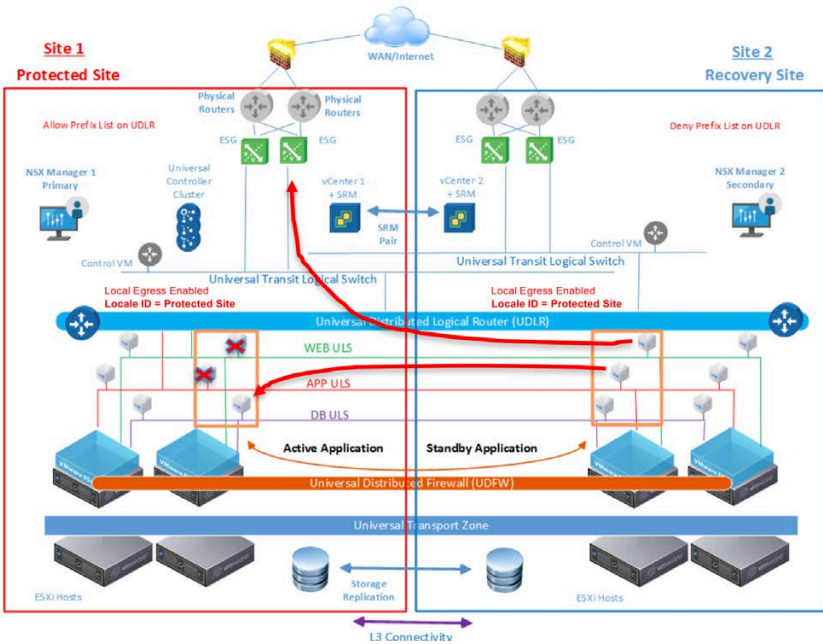 Site 1
Protected Site
WAN/Internet
Site 2
Recovery Site
Physical
Routers
Physical
Routers
Allow Prefix List on UDLR
Deny Prefix List on UDLR
ESG
ESG
ESG
ESG
NSX Manager 1
Primary
Universal
Controller
Cluster
vCenter 1
+ SRM
vCenter 2
+ SRM
NSX Manager 2
Secondary
SRM
Pair
Control VM
Control VM
Universal Transit Logical Switch
Universal Transit Logical Switch
Local Egress Enabled
Locale ID = Protected Site
Local Egress Enabled
Locale ID = Protected Site
Universal Distributed Logical Router (UDLR)
WEB ULS
APP ULS
DB ULS
Active Application
Standby Application
Universal Distributed Firewall (UDFW)
Universal Transport Zone
ESXi Hosts
Storage
Replication
ESXi Hosts
L3 Connectivity